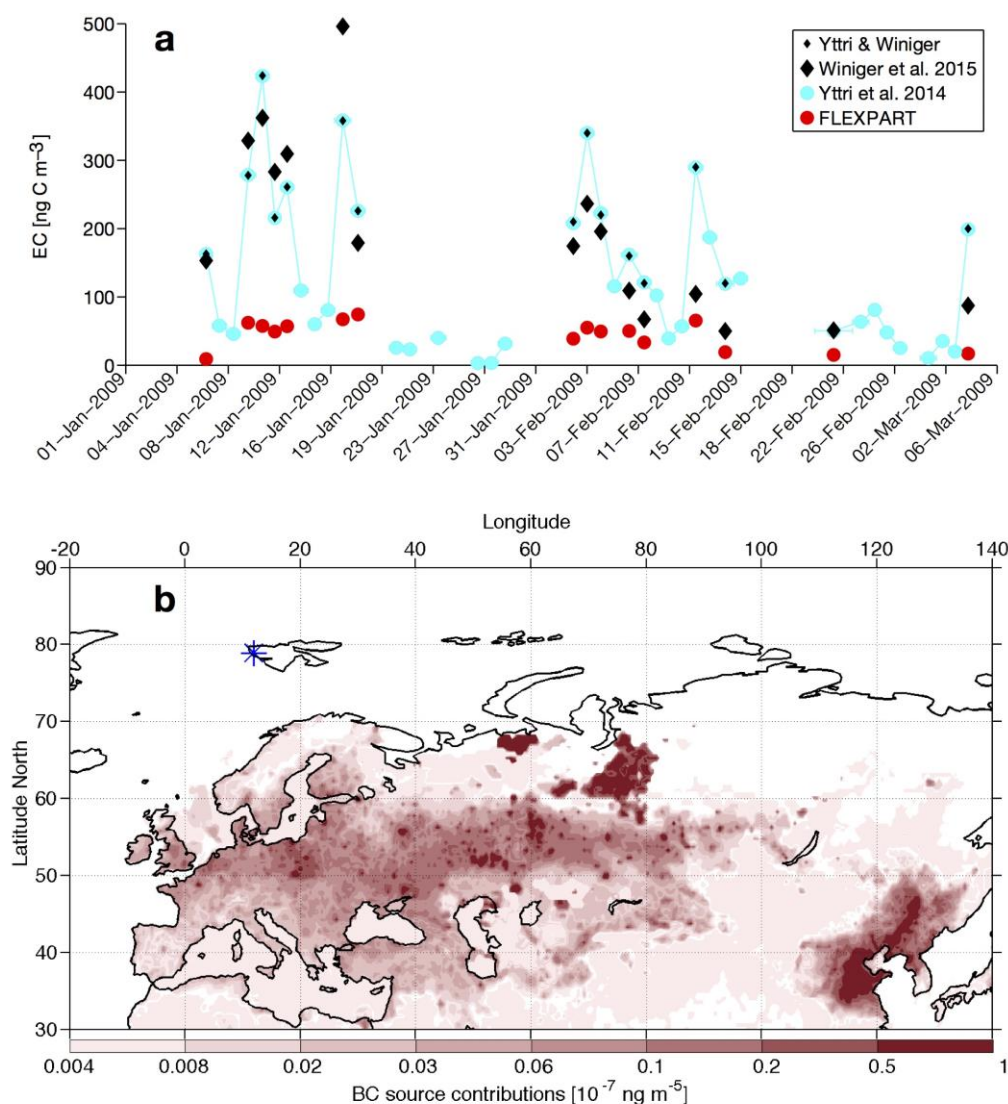 500
400
300
200
100
0
EC [ng C m⁻³]
a
Yttri & Winiger
Winiger et al. 2015
Yttri et al. 2014
FLEXPART
01-Jan-2009
04-Jan-2009
08-Jan-2009
12-Jan-2009
16-Jan-2009
19-Jan-2009
23-Jan-2009
27-Jan-2009
31-Jan-2009
03-Feb-2009
07-Feb-2009
11-Feb-2009
15-Feb-2009
18-Feb-2009
22-Feb-2009
26-Feb-2009
02-Mar-2009
06-Mar-2009
Longitude
-20 0 20 40 60 80 100 120 140
b
90
80
70
60
50
40
30
Latitude North
0.004 0.008 0.02 0.03 0.06 0.1 0.2 0.5 1
BC source contributions [10⁻⁷ ng m⁻⁵]